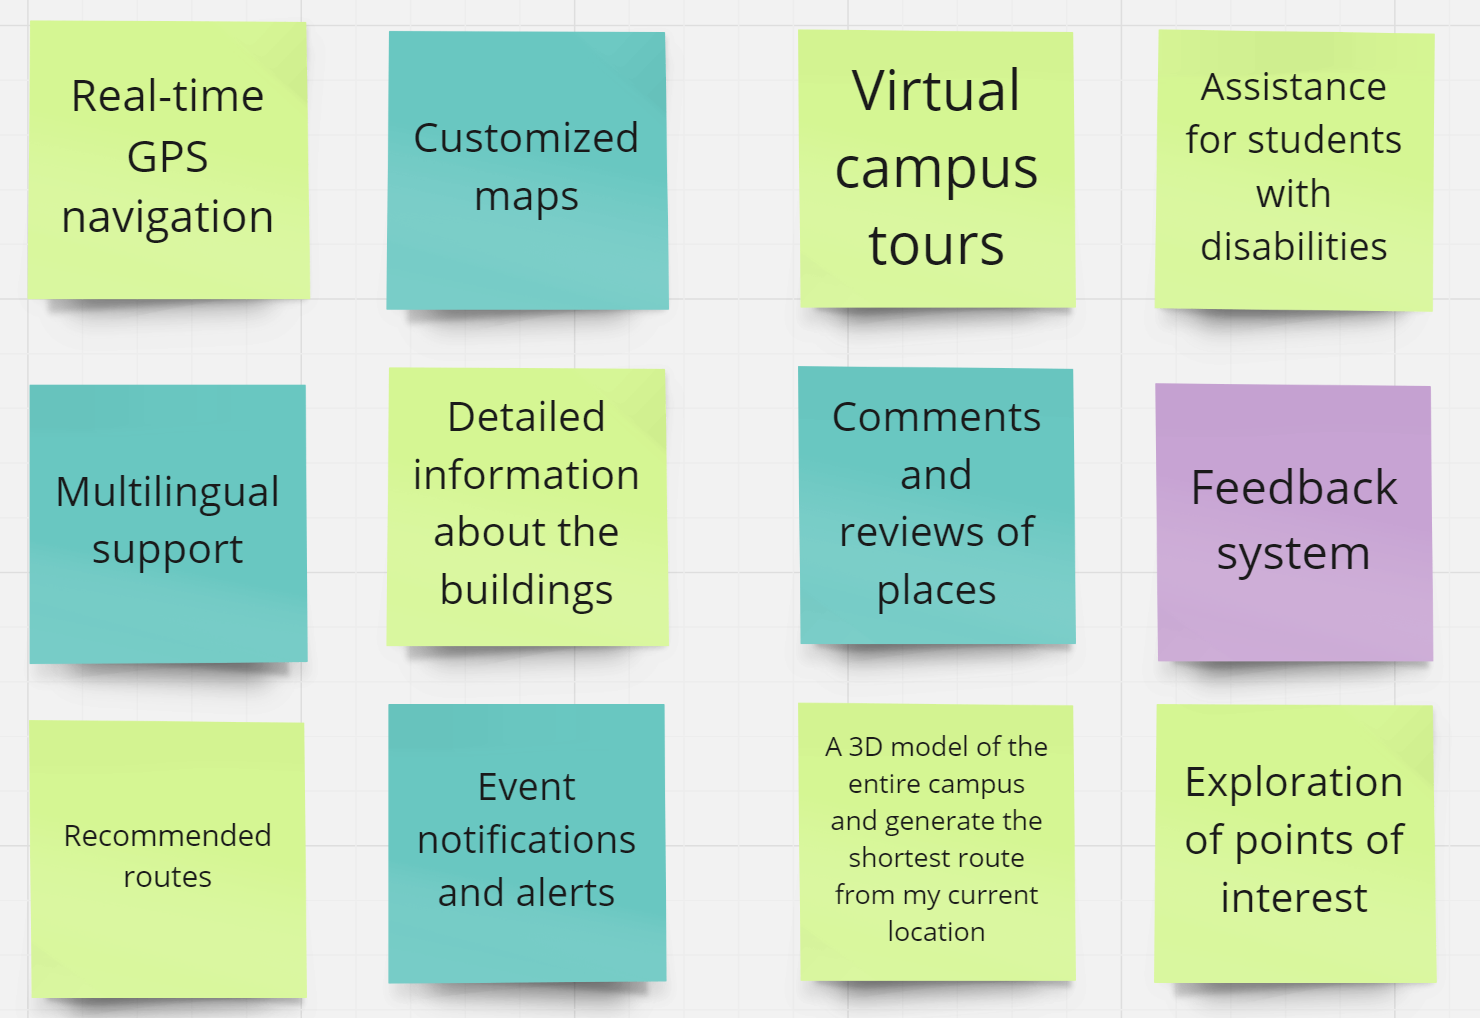 Real-time
GPS
navigation
Customized
maps
Virtual
campus
tours
Assistance
for students
with
disabilities
Multilingual
support
Detailed
information
about the
buildings
Comments
and
reviews of
places
Feedback
system
Recommended
routes
Event
notifications
and alerts
A 3D model of the
entire campus
and generate the
shortest route
from my current
location
Exploration
of points of
interest